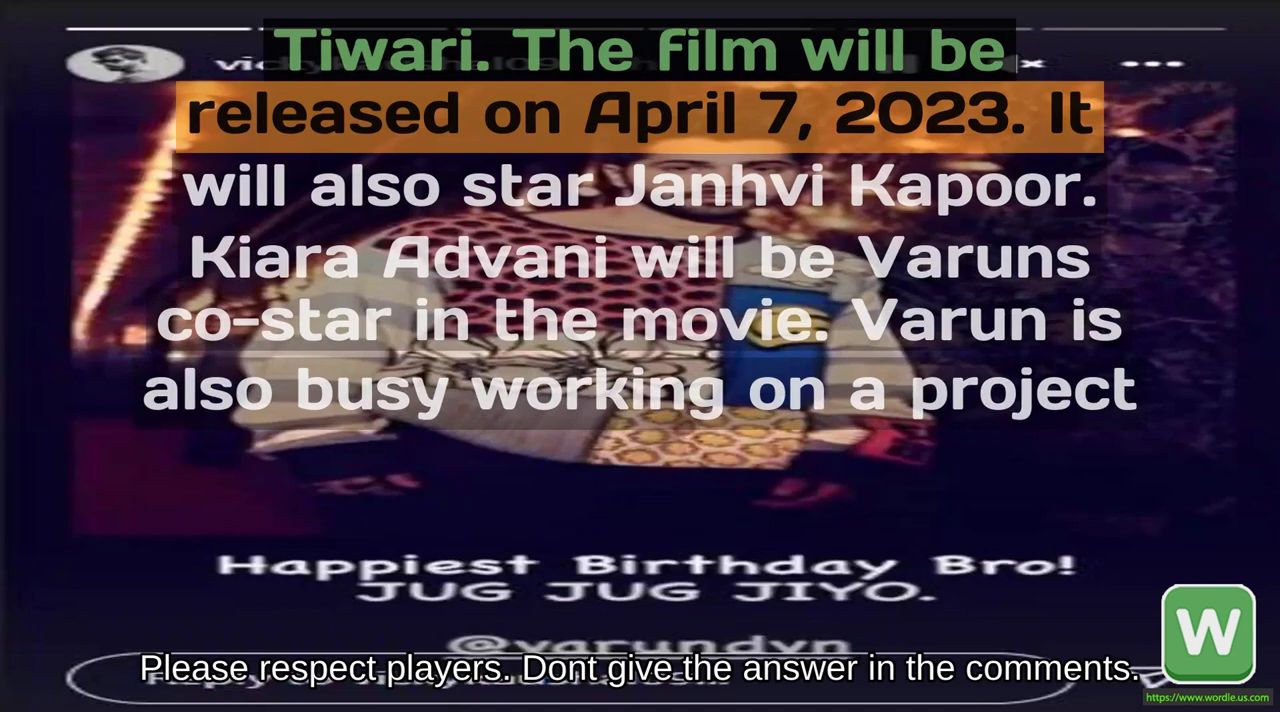 Tiwari. The film will be
released on April 7, 2023. It
will also star Janhvi Kapoor.
Kiara Advani will be Varuns
co-star in the movie. Varun is
also busy working on a project
Happiest Birthday Bro!
JUG JUG JIYO.
@varundvn
Please respect players. Dont give the answer in the comments.
W
https://www.wordle.us.com